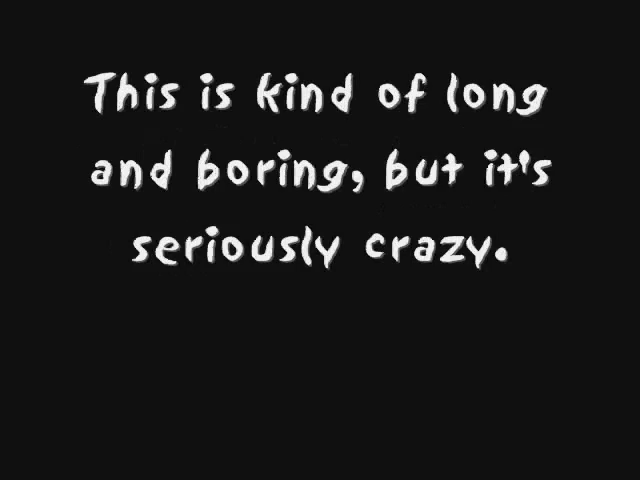 This is kind of long
and boring, but it's
seriously crazy.